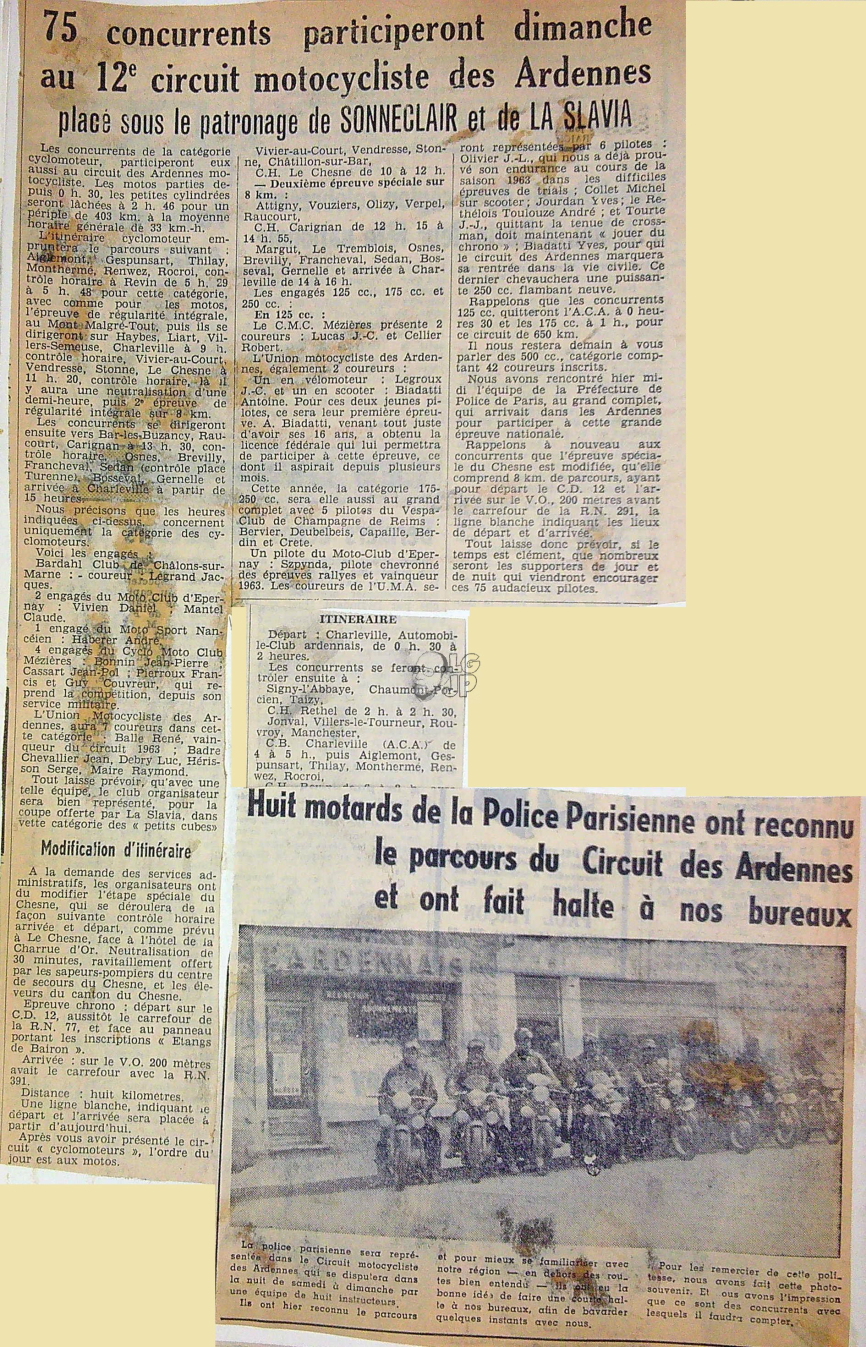 75 concurrents participeront dimanche
au 12e circuit motocycliste des Ardennes
placé sous le patronage de SONNECLAIR et de LA SLAVIA
Les concurrents de la catégorie
cyclomoteur, participeront eux
aussi au circuit des Ardennes mo-
tocycliste. Les motos parties de-
puis 0 h. 30, les petites cylindrées
seront lâchées à 2 h. 46 pour un
périple de 403 km. à la moyenne
horaire générale de 33 km.-h.
L'itinéraire cyclomoteur em-
pruntera le parcours suivant :
Aiglemont, Gespunsart, Thilay,
Monthermé, Renwez, Rocroi, con-
trôle horaire à Revin de 5 h. 29
à 5 h. 48 pour cette catégorie,
avec comme pour les motos,
l'épreuve de régularité intégrale,
au Mont Malgré-Tout, puis ils se
dirigeront sur Haybes, Liart, Vil-
lers-Semeuse, Charleville à 9 h.
contrôle horaire, Vivier-au-Court,
Vendresse, Stonne, Le Chesne à
11 h. 20, contrôle horaire, là il
y aura une neutralisation d'une
demi-heure, puis 2e épreuve de
régularité intégrale sur 8 km.
Les concurrents se dirigeront
ensuite vers Bar-les-Buzancy, Rau-
court, Carignan à 13 h. 30, con-
trôle horaire, Osnes, Brevilly,
Francheval, Sedan (contrôle place
Turenne), Bosseval, Gernelle et
arrivée à Charleville à partir de
15 heures.
Nous précisons que les heures
indiquées ci-dessus, concernent
uniquement la catégorie des cy-
clomoteurs.
Voici les engagés :
Bardahl Club de Châlons-sur-
Marne : - coureur : Legrand Jac-
ques.
2 engagés du Moto Club d'Eper-
nay : Vivien Daniel ; Mantel
Claude.
1 engagé du Moto Sport Nan-
céien : Haberer André.
4 engagés du Cyclo Moto Club
Mézières : Bonnin Jean-Pierre ;
Cassart Jean-Pol ; Pierroux Fran-
cis et Guy Couvreur, qui re-
prend la compétition, depuis son
service militaire.
L'Union Motocycliste des Ar-
dennes, aura 7 coureurs dans cet-
te catégorie : Balle René, vain-
queur du circuit 1963 ; Badre
Chevallier Jean, Debry Luc, Héris-
son Serge, Maire Raymond.
Tout laisse prévoir, qu'avec une
telle équipe, le club organisateur
sera bien représenté, pour la
coupe offerte par La Slavia, dans
vette catégorie des « petits cubes»
Modification d'itinéraire
A la demande des services ad-
ministratifs, les organisateurs ont
du modifier l'étape spéciale du
Chesne, qui se déroulera de la
façon suivante contrôle horaire
arrivée et départ, comme prévu
à Le Chesne, face à l'hôtel de la
Charrue d'Or. Neutralisation de
30 minutes, ravitaillement offert
par les sapeurs-pompiers du centre
de secours du Chesne, et les éle-
veurs du canton du Chesne.
Epreuve chrono : départ sur le
C.D. 12, aussitôt le carrefour de
la R.N. 77, et face au panneau
portant les inscriptions « Etangs
de Bairon ».
Arrivée : sur le V.O. 200 mètres
avait le carrefour avec la R.N.
391.
Distance : huit kilomètres.
Une ligne blanche, indiquant le
départ et l'arrivée sera placée à
partir d'aujourd'hui.
Après vous avoir présenté le cir-
cuit « cyclomoteurs », l'ordre du
jour est aux motos.
Vivier-au-Court, Vendresse, Ston-
ne, Châtillon-sur-Bar,
C.H. Le Chesne de 10 à 12 h.
— Deuxième épreuve spéciale sur
8 km. :
Attigny, Vouziers, Olizy, Verpel,
Raucourt,
C.H. Carignan de 12 h. 15 à
14 h. 55,
Margut, Le Tremblois, Osnes,
Brevilly, Francheval, Sedan, Bos-
seval, Gernelle et arrivée à Char-
leville de 14 à 16 h.
Les engagés 125 cc., 175 cc. et
250 cc. :
En 125 cc. :
Le C.M.C. Mézières présente 2
coureurs : Lucas J.-C. et Cellier
Robert.
L'Union motocycliste des Arden-
nes, également 2 coureurs :
Un en vélomoteur : Legroux
J.-C. et un en scooter : Biadatti
Antoine. Pour ces deux jeunes pi-
lotes, ce sera leur première épreu-
ve. A. Biadatti, venant tout juste
d'avoir ses 16 ans, a obtenu la
licence fédérale qui lui permettra
de participer à cette épreuve, ce
dont il aspirait depuis plusieurs
mois.
Cette année, la catégorie 175-
250 cc. sera elle aussi au grand
complet avec 5 pilotes du Vespa-
Club de Champagne de Reims :
Bervier, Deubelbeis, Capaille, Ber-
din et Crete.
Un pilote du Moto-Club d'Eper-
nay : Szpynda, pilote chevronné
des épreuves rallyes et vainqueur
1963. Les coureurs de l'U.M.A. se-
ront représentées par 6 pilotes :
Olivier J.-L., qui nous a déjà prou-
vé son endurance au cours de la
saison 1963 dans les difficiles
épreuves de trials ; Collet Michel
sur scooter ; Jourdan Yves ; le Re-
thélois Toulouze André ; et Tourte
J.-J., quittant la tenue de cross-
man, doit maintenant « jouer du
chrono » ; Biadatti Yves, pour qui
le circuit des Ardennes marquera
sa rentrée dans la vie civile. Ce
dernier chevauchera une puissan-
te 250 cc. flambant neuve.
Rappelons que les concurrents
125 cc. quitteront l'A.C.A. à 0 heu-
res 30 et les 175 cc. à 1 h., pour
ce circuit de 650 km.
Il nous restera demain à vous
parler des 500 cc., catégorie comp-
tant 42 coureurs inscrits.
Nous avons rencontré hier mi-
di l'équipe de la Préfecture de
Police de Paris, au grand complet,
qui arrivait dans les Ardennes
pour participer à cette grande
épreuve nationale.
Rappelons à nouveau aux
concurrents que l'épreuve spécia-
le du Chesne est modifiée, qu'elle
comprend 8 km. de parcours, ayant
pour départ le C.D. 12 et l'ar-
rivée sur le V.O., 200 mètres avant
le carrefour de la R.N. 291, la
ligne blanche indiquant les lieux
de départ et d'arrivée.
Tout laisse donc prévoir, si le
temps est clément, que nombreux
seront les supporters de jour et
de nuit qui viendront encourager
ces 75 audacieux pilotes.
ITINERAIRE
Départ : Charleville, Automobi-
le-Club ardennais, de 0 h. 30 à
2 heures.
Les concurrents se feront con-
trôler ensuite à :
Signy-l'Abbaye, Chaumont-Por-
cien, Taizy,
C.H. Rethel de 2 h. à 2 h. 30,
Jonval, Villers-le-Tourneur, Rou-
vroy, Manchester,
C.B. Charleville (A.C.A.) de
4 à 5 h., puis Aiglemont, Ges-
punsart, Thilay, Monthermé, Ren-
wez, Rocroi,
Huit motards de la Police Parisienne ont reconnu
le parcours du Circuit des Ardennes
et ont fait halte à nos bureaux
L'ARDENNAIS
La police parisienne sera repré-
sentée dans le Circuit motocycliste
des Ardennes qui se disputera dans
la nuit de samedi à dimanche par
une équipe de huit instructeurs.
Ils ont hier reconnu le parcours
et pour mieux se familiariser avec
notre région — en dehors des rou-
tes bien entendu — ils ont eu la
bonne idés de faire une courte hal-
te à nos bureaux, afin de bavarder
quelques instants avec nous.
Pour les remercier de cette poli-
tesse, nous avons fait cette photo-
souvenir. Et ous avons l'impression
que ce sont des concurrents avec
lesquels il faudra compter.